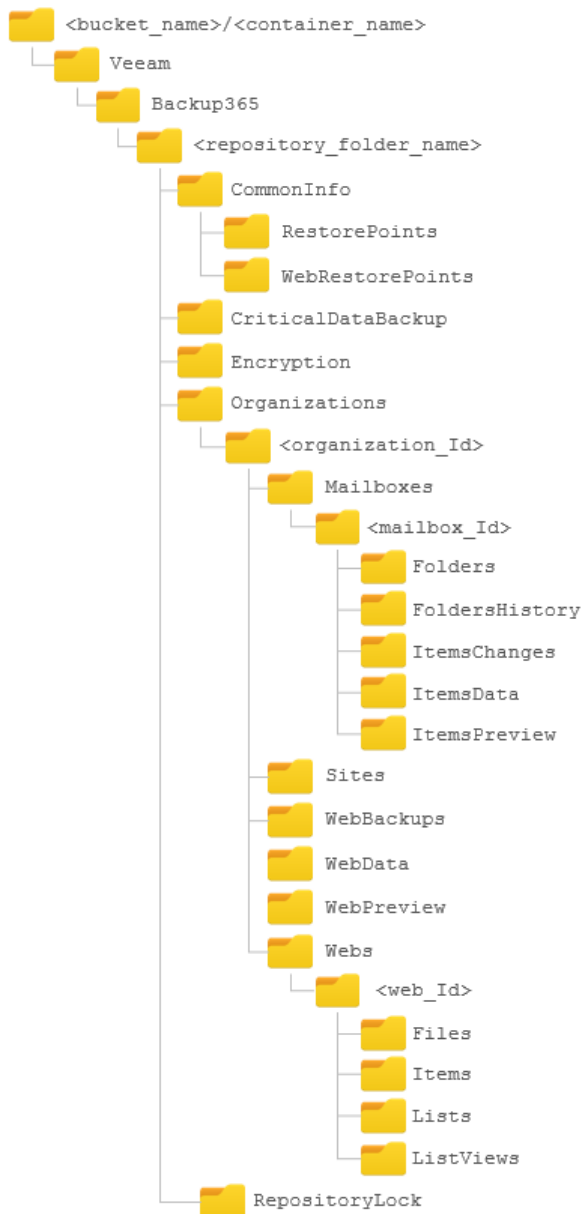 <bucket_name>/<container_name>
Veeam
Backup365
<repository_folder_name>
CommonInfo
RestorePoints
WebRestorePoints
CriticalDataBackup
Encryption
Organizations
<organization_Id>
Mailboxes
<mailbox_Id>
Folders
FoldersHistory
ItemsChanges
ItemsData
ItemsPreview
Sites
WebBackups
WebData
WebPreview
Webs
<web_Id>
Files
Items
Lists
ListViews
RepositoryLock